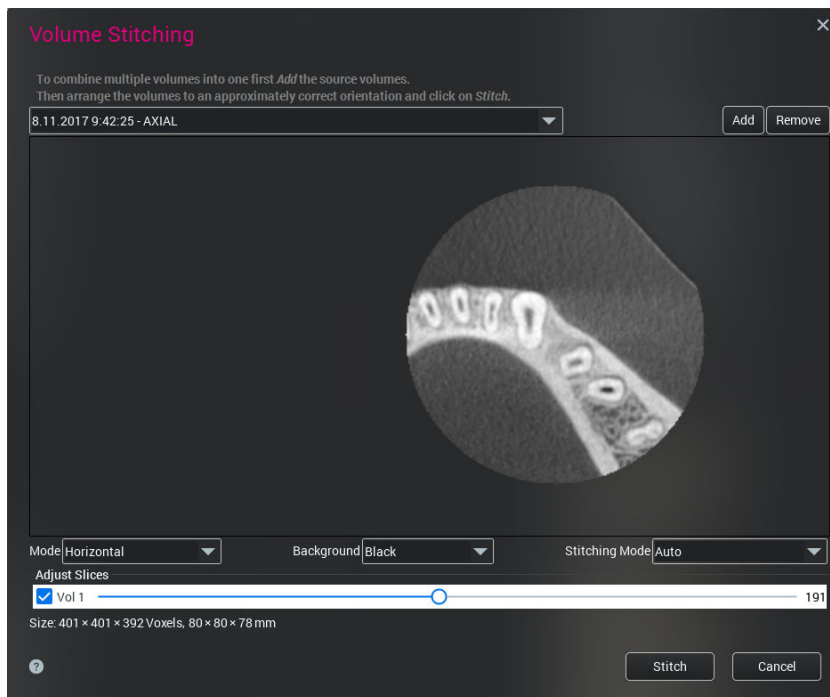 Volume Stitching
To combine multiple volumes into one first Add the source volumes.
Then arrange the volumes to an approximately correct orientation and click on Stitch.
8.11.2017 9:42:25 - AXIAL
Add Remove
Mode Horizontal Background Black Stitching Mode Auto
Adjust Slices
Vol 1 191
Size: 401 × 401 × 392 Voxels, 80 × 80 × 78 mm
? Stitch Cancel